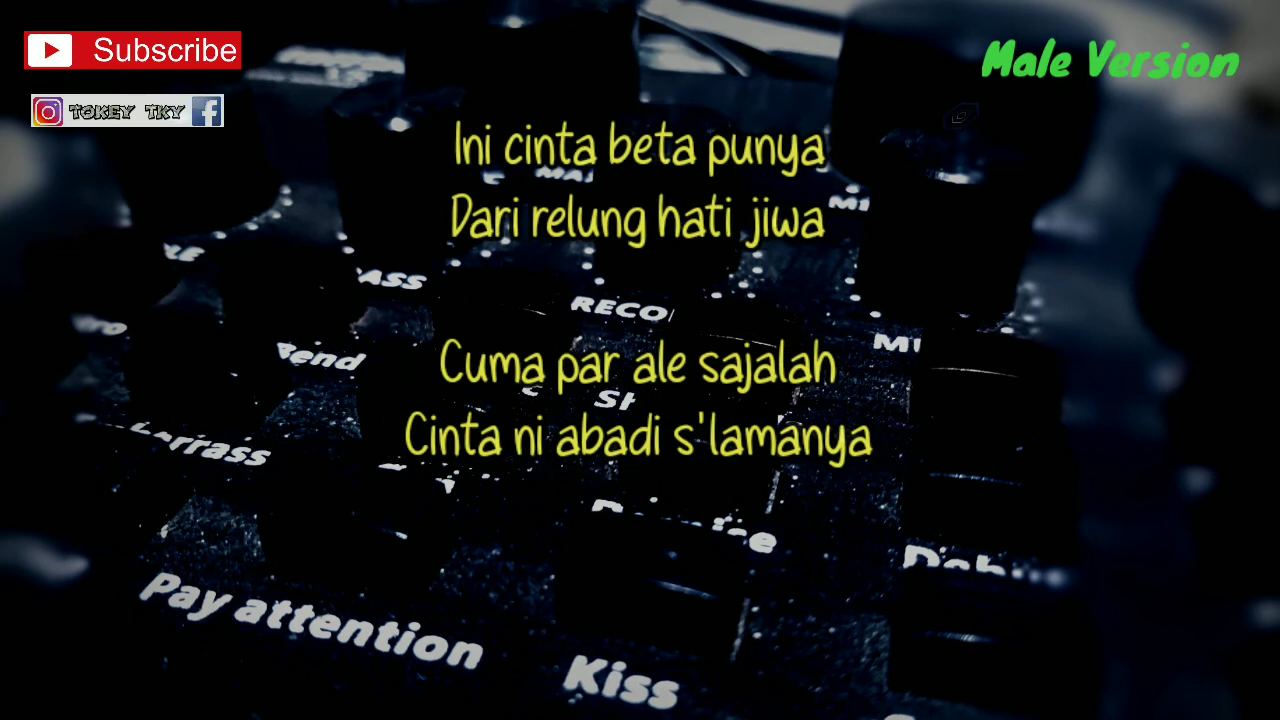 Subscribe
Male Version
TOKEY TKY
Ini cinta beta punya
Dari relung hati jiwa
RECO
Cuma par ale sajalah
Cinta ni abadi s'lamanya
Pay attention
Kiss